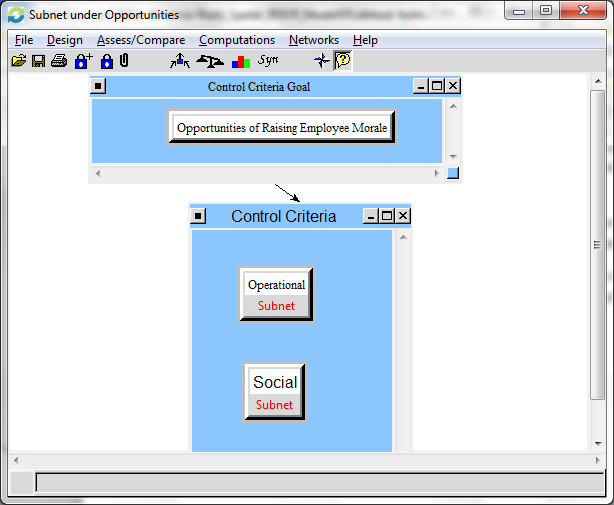 Subnet under Opportunities
File Design Assess/Compare Computations Networks Help
Syn
Control Criteria Goal
Opportunities of Raising Employee Morale
Control Criteria
Operational
Subnet
Social
Subnet